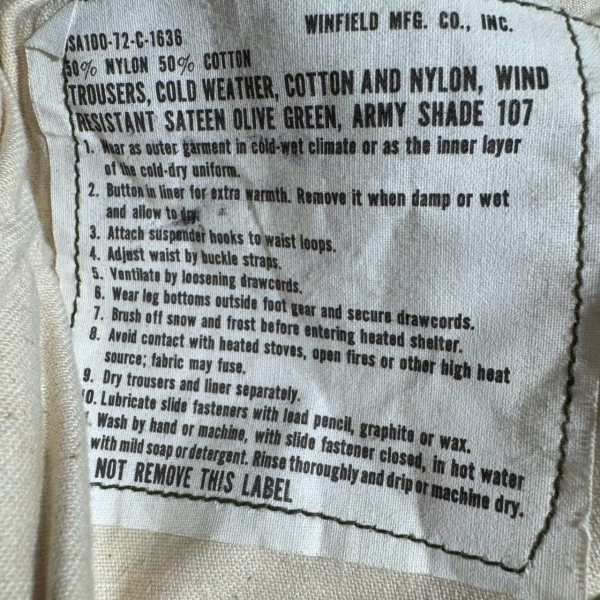 WINFIELD MFG. CO., INC.
SA100-72-C-1636
50% NYLON 50% COTTON
TROUSERS, COLD WEATHER, COTTON AND NYLON, WIND
RESISTANT SATEEN OLIVE GREEN, ARMY SHADE 107
1. Wear as outer garment in cold-wet climate or as the inner layer
of the cold-dry uniform.
2. Button in liner for extra warmth. Remove it when damp or wet
and allow to dry.
3. Attach suspender hooks to waist loops.
4. Adjust waist by buckle straps.
5. Ventilate by loosening drawcords.
6. Wear leg bottoms outside foot gear and secure drawcords.
7. Brush off snow and frost before entering heated shelter.
8. Avoid contact with heated stoves, open fires or other high heat
source; fabric may fuse.
9. Dry trousers and liner separately.
0. Lubricate slide fasteners with lead pencil, graphite or wax.
. Wash by hand or machine, with slide fastener closed, in hot water
with mild soap or detergent. Rinse thoroughly and drip or machine dry.
NOT REMOVE THIS LABEL